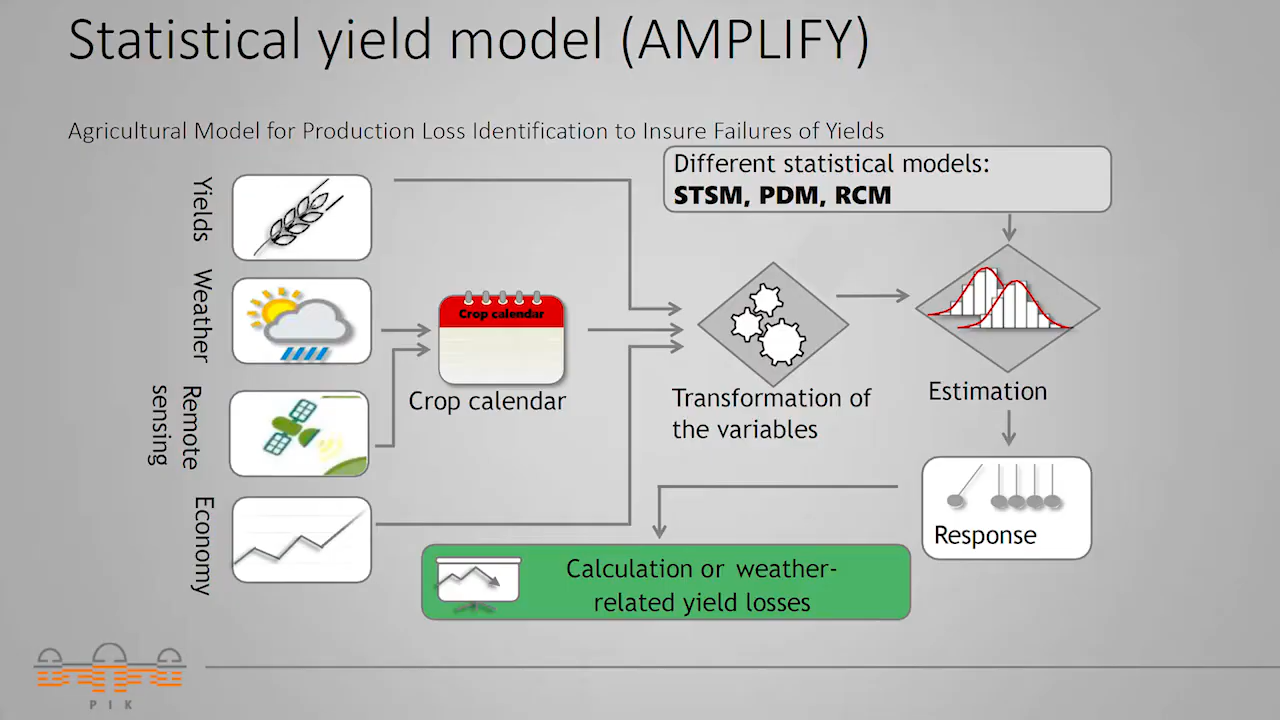 Statistical yield model (AMPLIFY)
Agricultural Model for Production Loss Identification to Insure Failures of Yields
Different statistical models:
STSM, PDM, RCM
Yields
Weather
Remote
sensing
Economy
Crop calendar
Crop calendar
Transformation of
the variables
Estimation
Response
Calculation or weather-
related yield losses
PIK